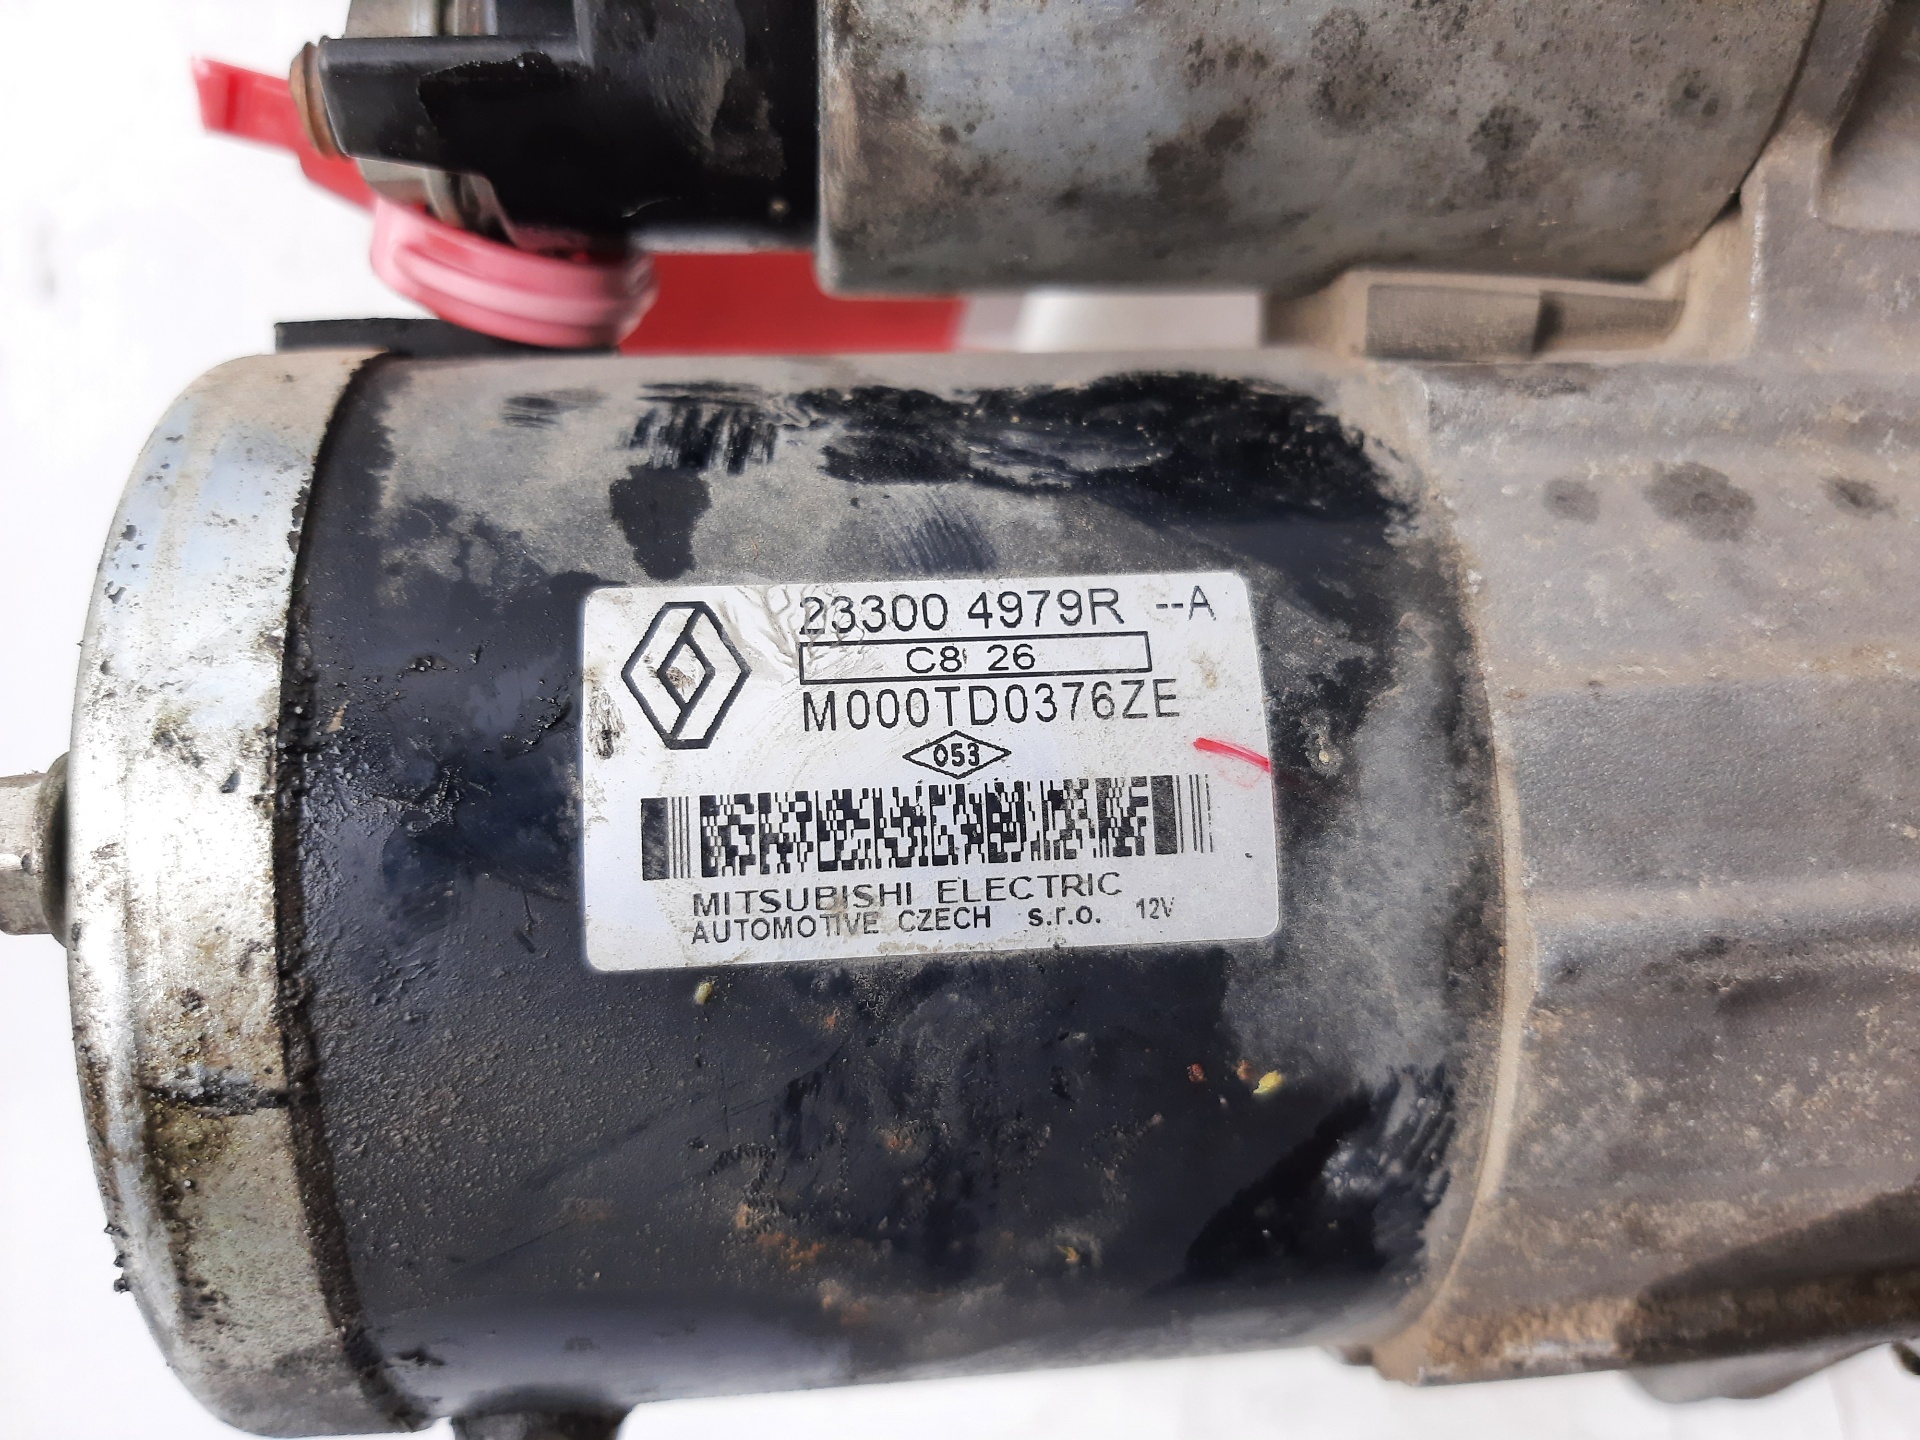 23300 4979R --A
C8 26
M000TD0376ZE
053
MITSUBISHI ELECTRIC
AUTOMOTIVE CZECH s.r.o. 12V